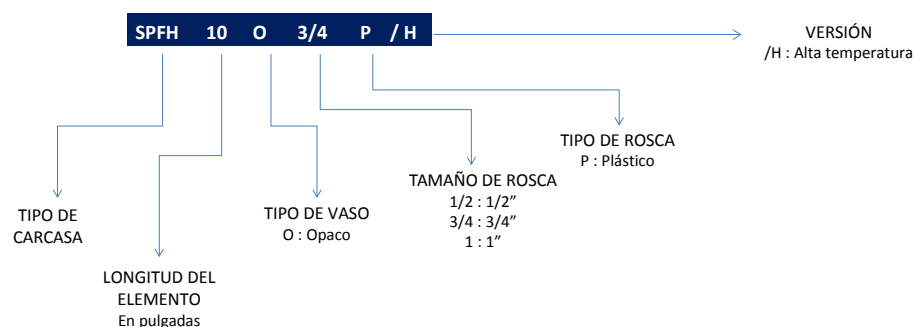 SPFH 10 O 3/4 P / H
VERSIÓN
/H : Alta temperatura
TIPO DE ROSCA
P : Plástico
TAMAÑO DE ROSCA
1/2 : 1/2”
3/4 : 3/4”
1 : 1”
TIPO DE VASO
O : Opaco
TIPO DE
CARCASA
LONGITUD DEL
ELEMENTO
En pulgadas